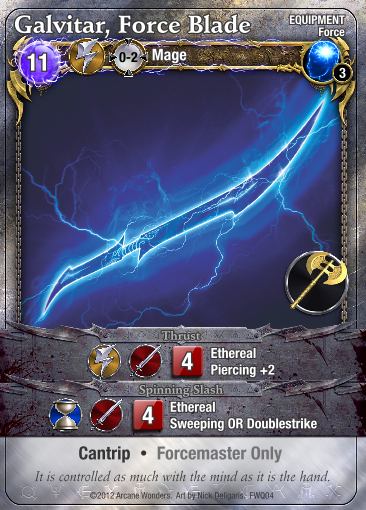 Galvitar, Force Blade
EQUIPMENT
Force
11
0-2
Mage
3
Thrust
4
Ethereal
Piercing +2
Spinning Slash
4
Ethereal
Sweeping OR Doublestrike
Cantrip • Forcemaster Only
It is controlled as much with the mind as it is the hand.
©2012 Arcane Wonders. Art by Nick Deligaris. FWQ04